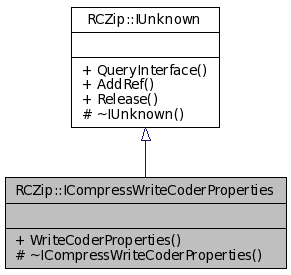 RCZip::IUnknown
+ QueryInterface()
+ AddRef()
+ Release()
# ~IUnknown()
RCZip::ICompressWriteCoderProperties
+ WriteCoderProperties()
# ~ICompressWriteCoderProperties()